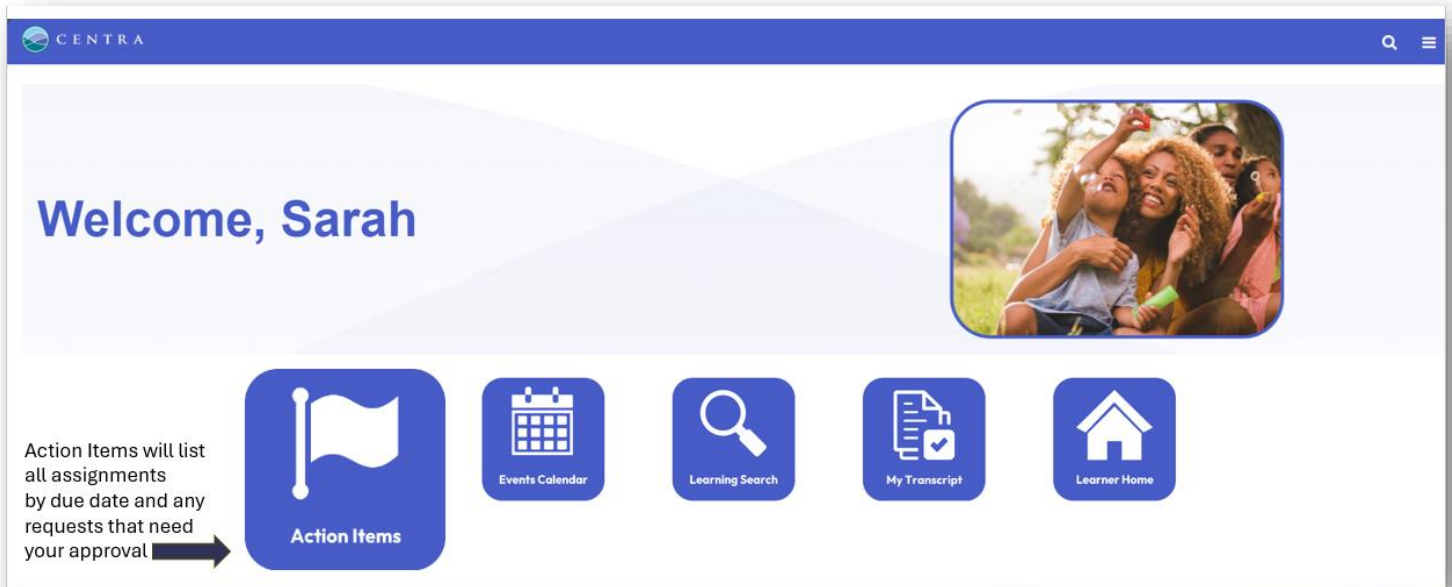 CENTRA
Welcome, Sarah
Action Items will list
all assignments
by due date and any
requests that need
your approval
Action Items
Events Calendar
Learning Search
My Transcript
Learner Home